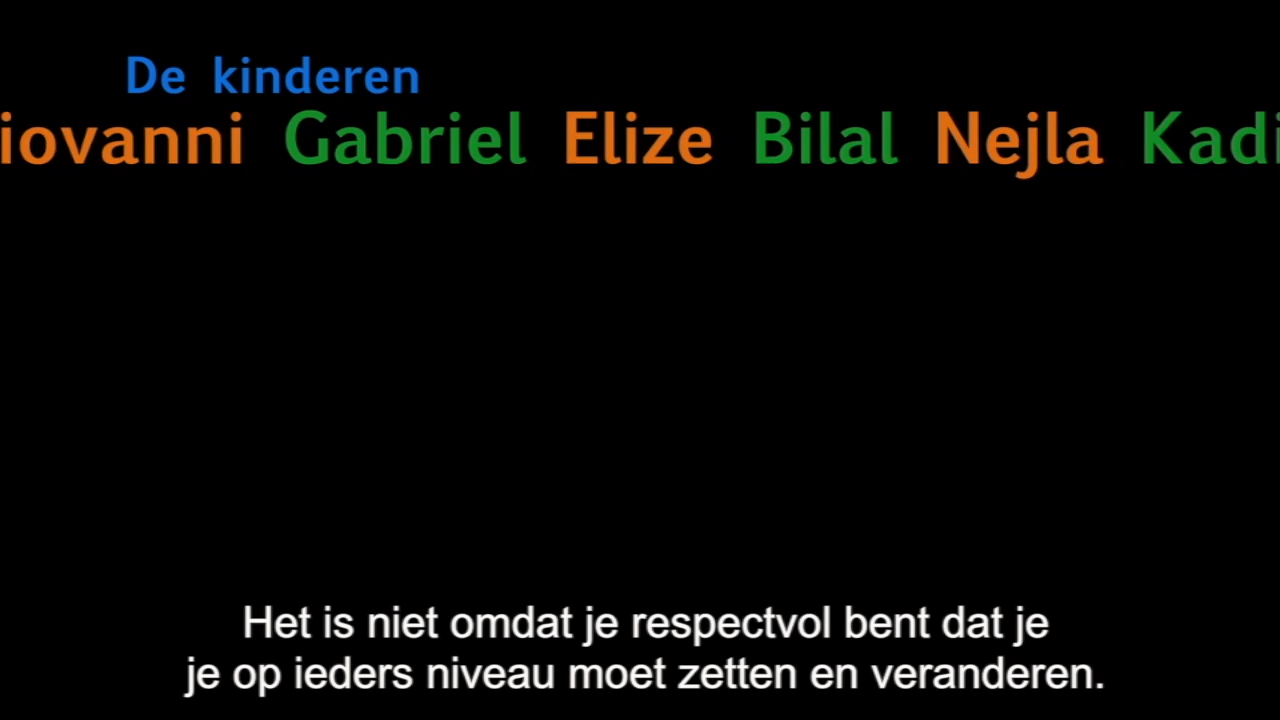 De kinderen
iovanni Gabriel Elize Bilal Nejla Kadi
Het is niet omdat je respectvol bent dat je
je op ieders niveau moet zetten en veranderen.